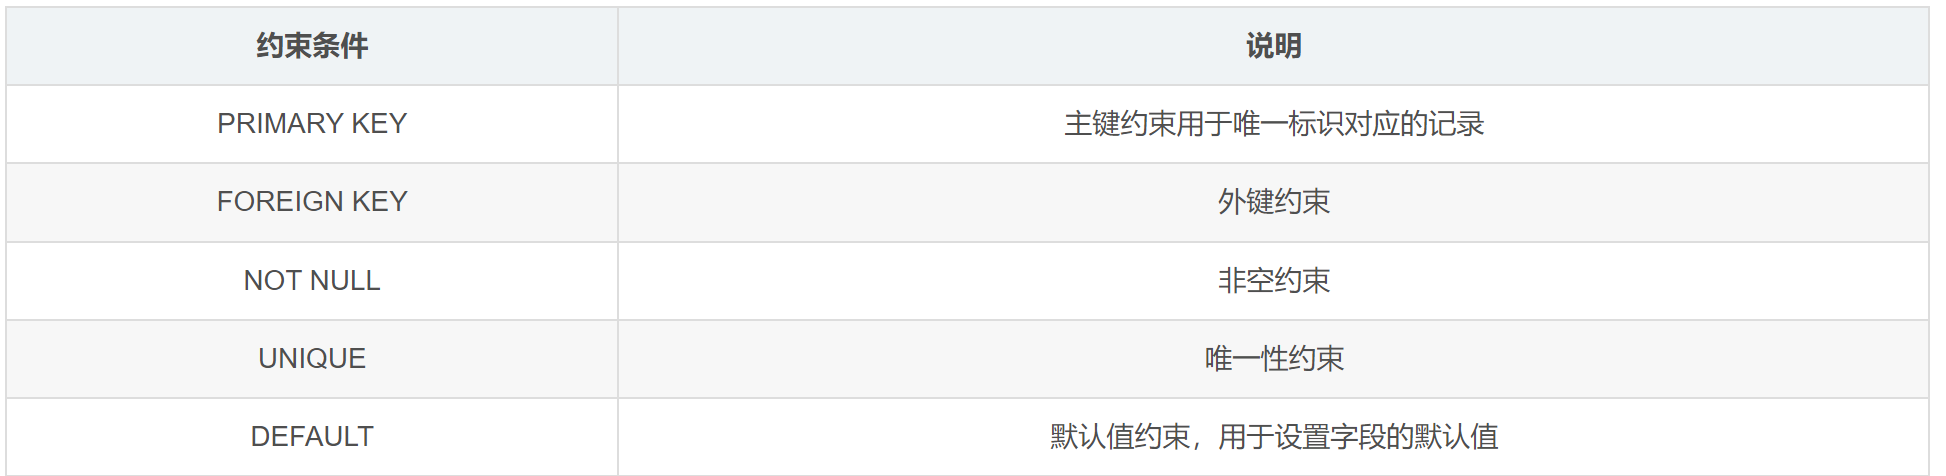 约束条件 说明
PRIMARY KEY 主键约束用于唯一标识对应的记录
FOREIGN KEY 外键约束
NOT NULL 非空约束
UNIQUE 唯一性约束
DEFAULT 默认值约束，用于设置字段的默认值